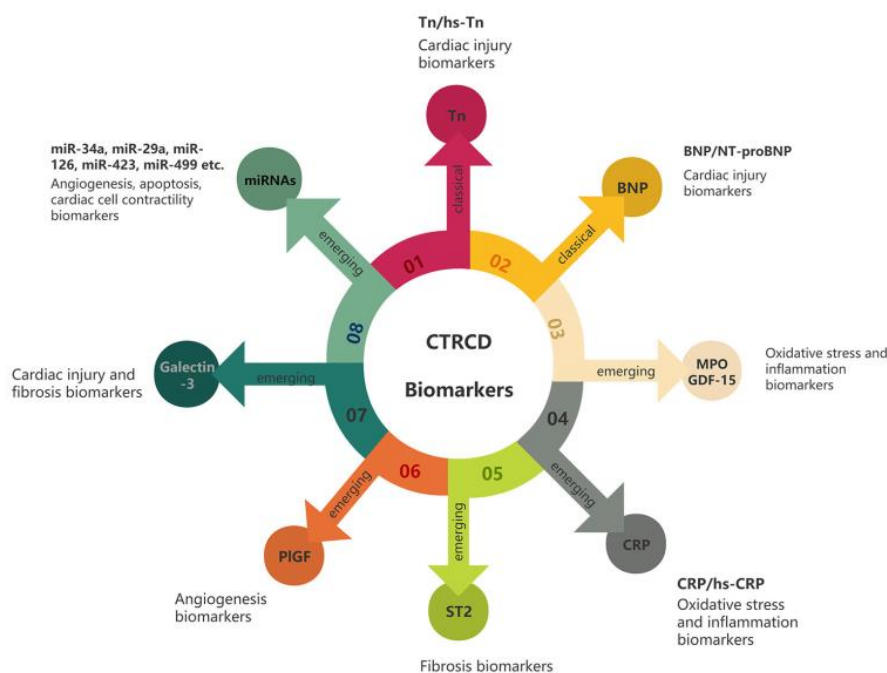 Tn/hs-Tn
Cardiac injury
biomarkers
Tn
classical
01
BNP/NT-proBNP
Cardiac injury
biomarkers
BNP
classical
02
Oxidative stress and
inflammation
biomarkers
MPO
GDF-15
emerging
03
CRP/hs-CRP
Oxidative stress
and inflammation
biomarkers
CRP
emerging
04
Fibrosis biomarkers
ST2
emerging
05
Angiogenesis
biomarkers
PlGF
emerging
06
Cardiac injury and
fibrosis biomarkers
Galectin
-3
emerging
07
miR-34a, miR-29a, miR-
126, miR-423, miR-499 etc.
Angiogenesis, apoptosis,
cardiac cell contractility
biomarkers
miRNAs
emerging
08
CTRCD
Biomarkers